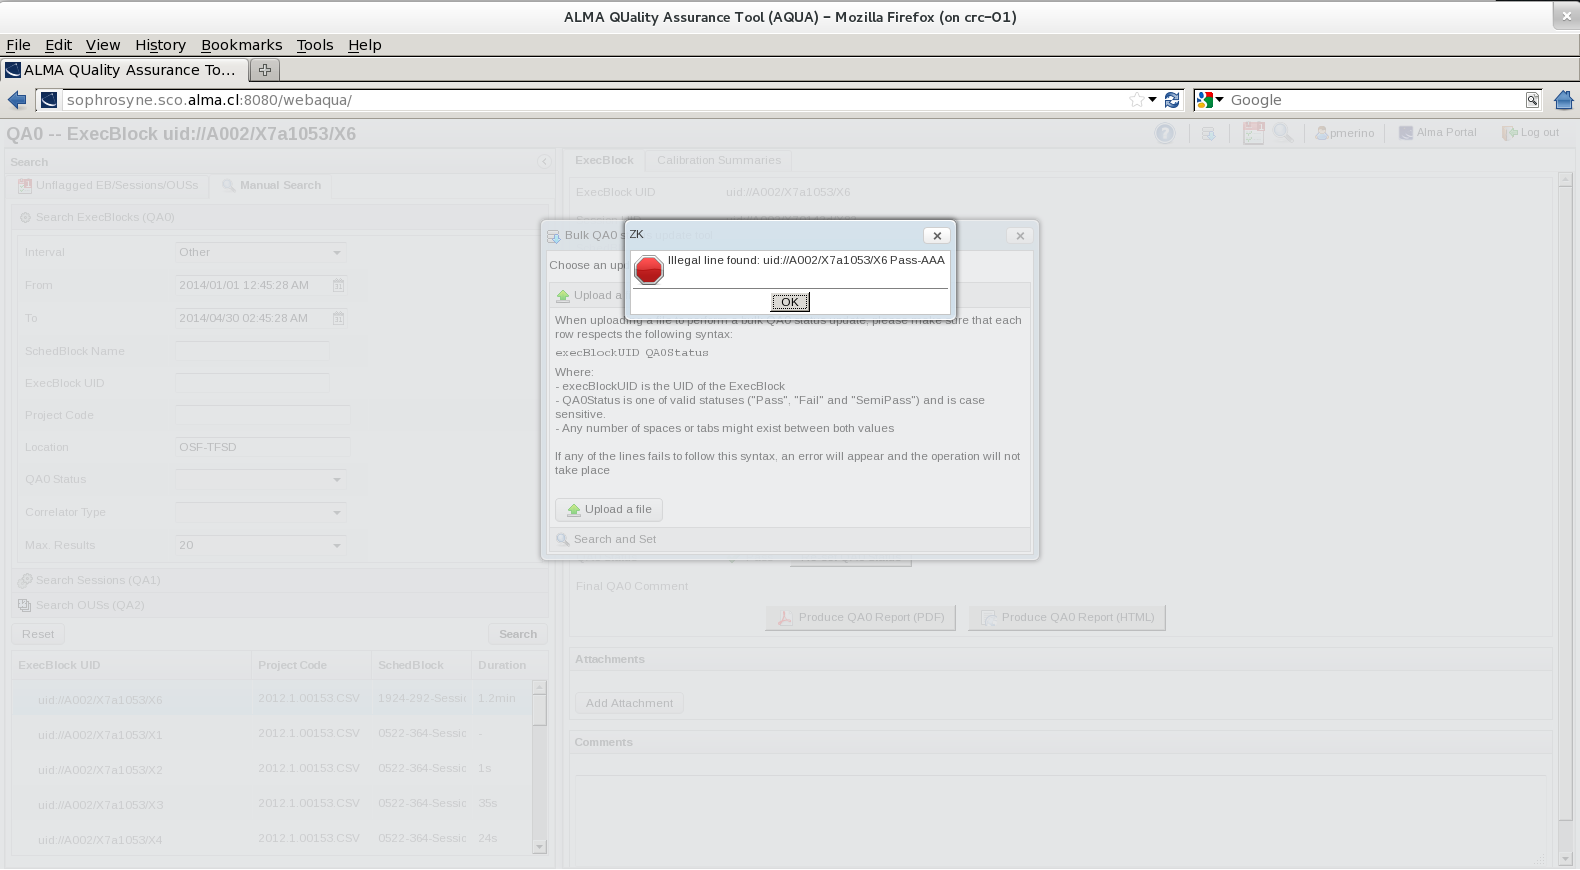 ALMA QUality Assurance Tool (AQUA) - Mozilla Firefox (on crc-01)
File Edit View History Bookmarks Tools Help
ALMA QUality Assurance To...
sophrosyne.sco.alma.cl:8080/webaqua/
Google
QA0 -- ExecBlock uid://A002/X7a1053/X6
pmerino
Alma Portal
Log out
Search
Unflagged EB/Sessions/OUSs
Manual Search
Search ExecBlocks (QA0)
Interval Other
From 2014/01/01 12:45:28 AM
To 2014/04/30 02:45:28 AM
SchedBlock Name
ExecBlock UID
Project Code
Location OSF-TFSD
QA0 Status
Correlator Type
Max. Results 20
Search Sessions (QA1)
Search OUSs (QA2)
Reset
Search
ExecBlock UID Project Code SchedBlock Duration
uid://A002/X7a1053/X6 2012.1.00153.CSV 1924-292-Sessic 1.2min
uid://A002/X7a1053/X1 2012.1.00153.CSV 0522-364-Sessic -
uid://A002/X7a1053/X2 2012.1.00153.CSV 0522-364-Sessic 1s
uid://A002/X7a1053/X3 2012.1.00153.CSV 0522-364-Sessic 35s
uid://A002/X7a1053/X4 2012.1.00153.CSV 0522-364-Sessic 24s
ExecBlock
Calibration Summaries
ExecBlock UID uid://A002/X7a1053/X6
Bulk QA0 s
Choose an up
Upload a
ZK
Illegal line found: uid://A002/X7a1053/X6 Pass-AAA
OK
When uploading a file to perform a bulk QA0 status update, please make sure that each
row respects the following syntax:
execBlockUID QA0Status
Where:
- execBlockUID is the UID of the ExecBlock
- QA0Status is one of valid statuses ("Pass", "Fail" and "SemiPass") and is case
sensitive.
- Any number of spaces or tabs might exist between both values
If any of the lines fails to follow this syntax, an error will appear and the operation will not
take place
Upload a file
Search and Set
Final QA0 Comment
Produce QA0 Report (PDF)
Produce QA0 Report (HTML)
Attachments
Add Attachment
Comments